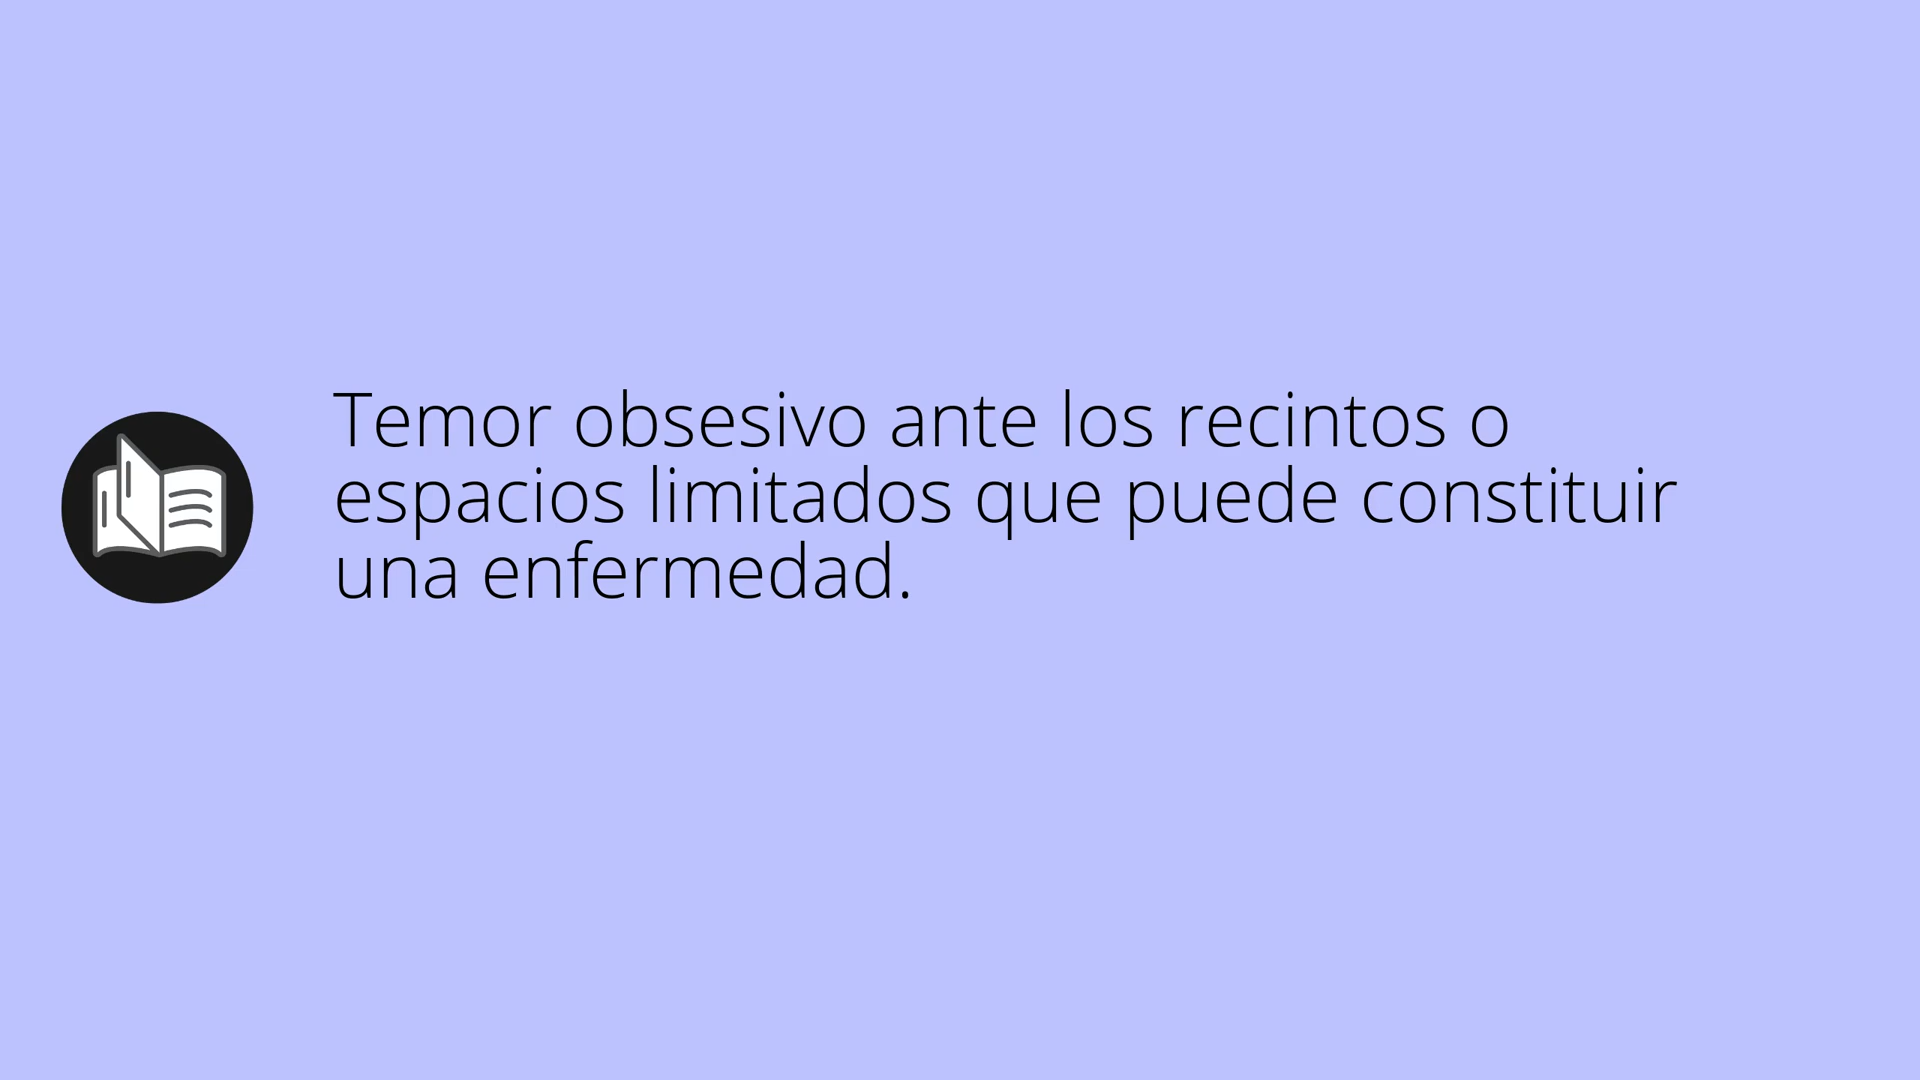 Temor obsesivo ante los recintos o
espacios limitados que puede constituir
una enfermedad.